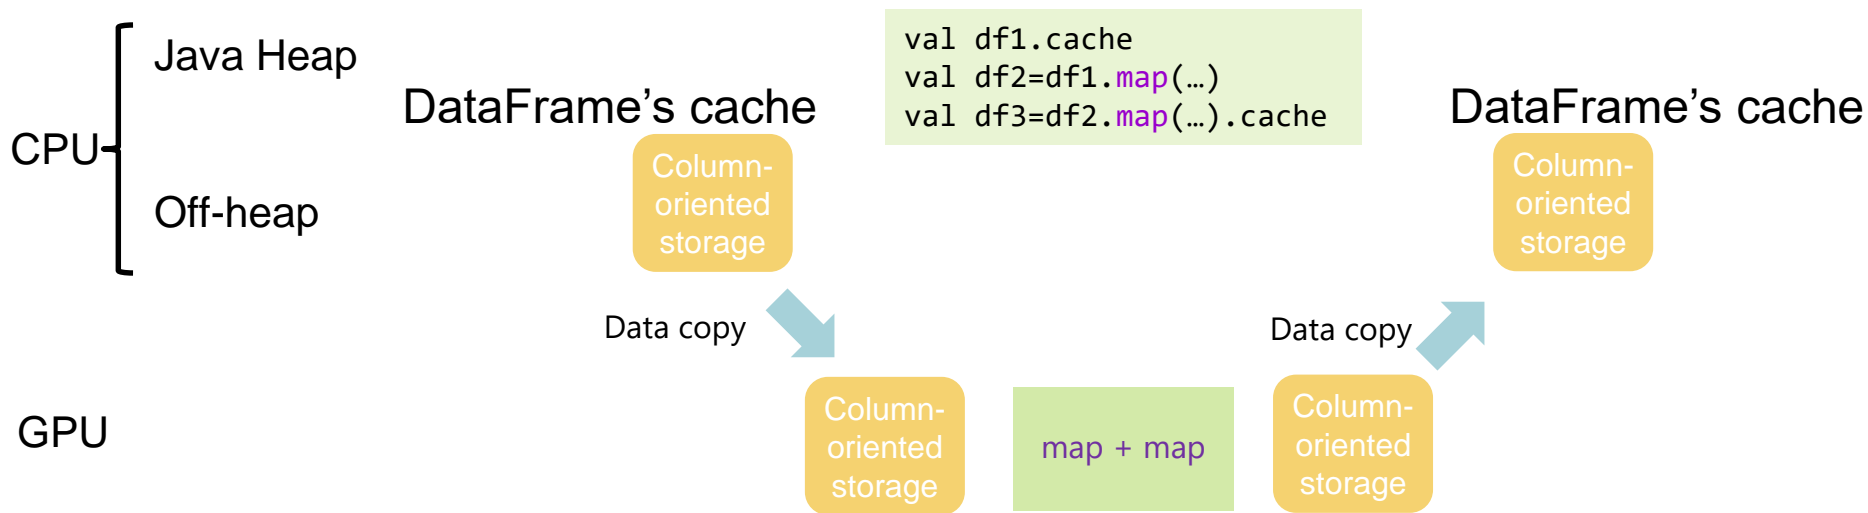 CPU
Java Heap
Off-heap
DataFrame’s cache
Column-
oriented
storage
val df1.cache
val df2=df1.map(…)
val df3=df2.map(…).cache
DataFrame’s cache
Column-
oriented
storage
Data copy
Data copy
GPU
Column-
oriented
storage
map + map
Column-
oriented
storage